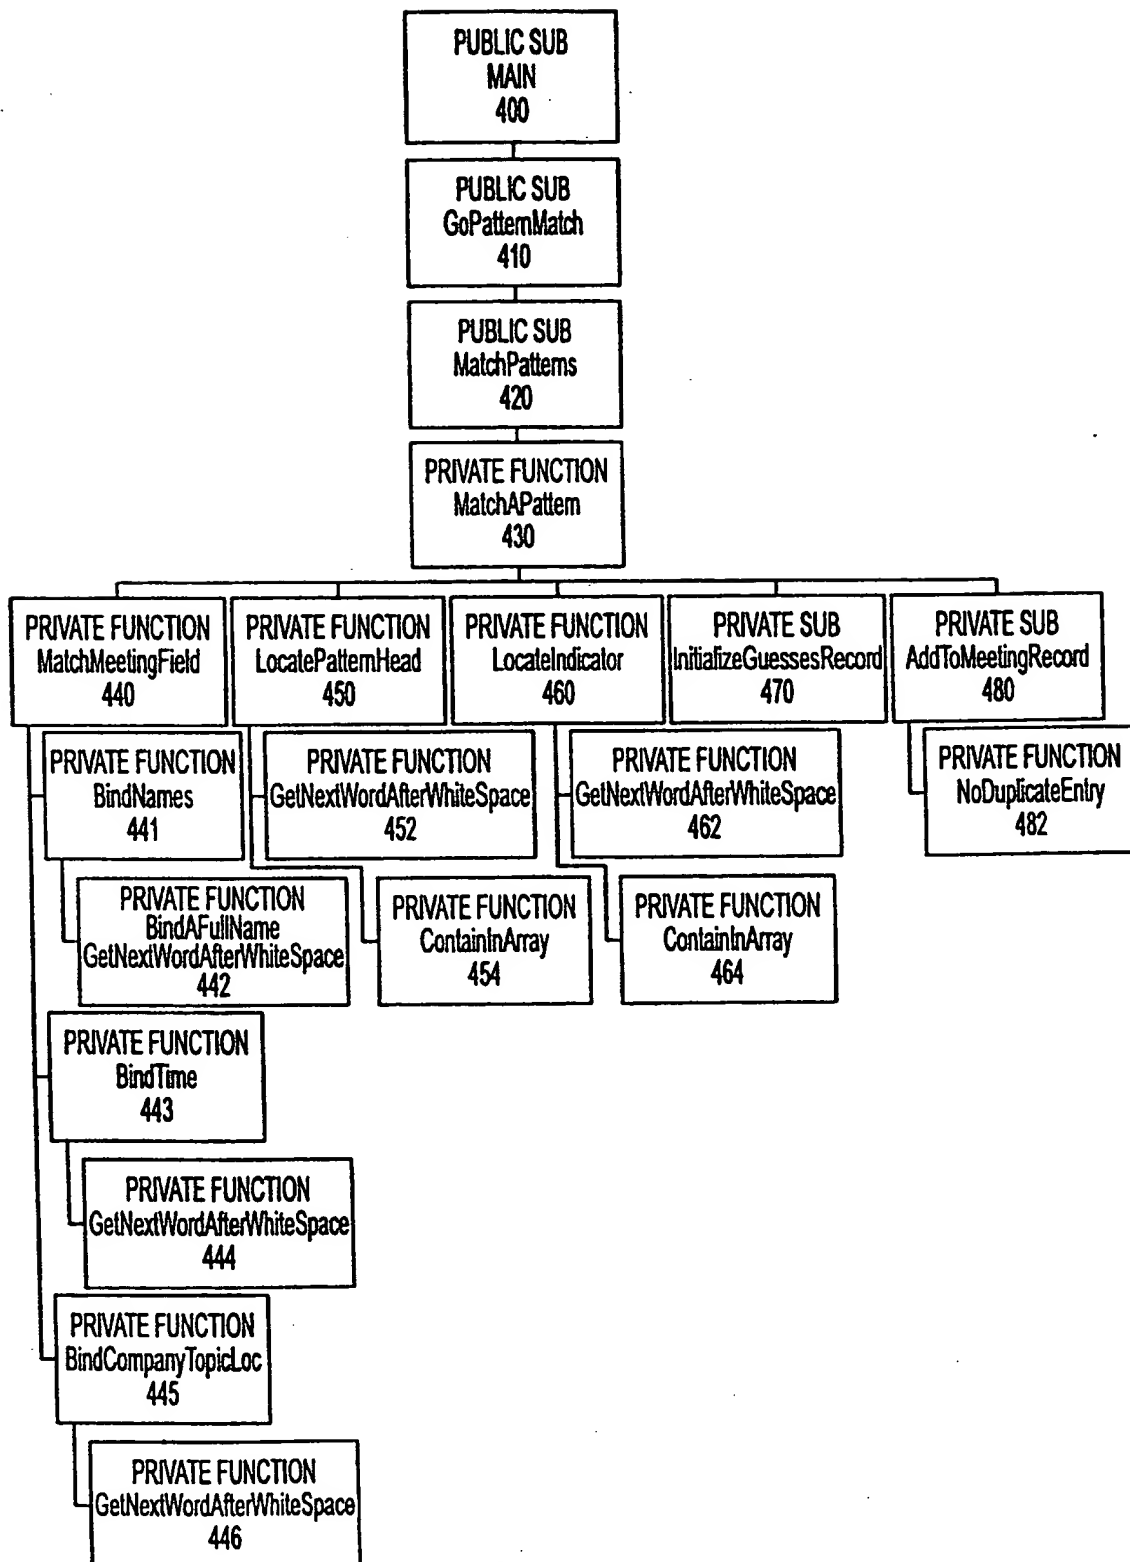 PUBLIC SUB
MAIN
400
PUBLIC SUB
GoPatternMatch
410
PUBLIC SUB
MatchPatterns
420
PRIVATE FUNCTION
MatchAPattern
430
PRIVATE FUNCTION
MatchMeetingField
440
PRIVATE FUNCTION
LocatePatternHead
450
PRIVATE FUNCTION
LocateIndicator
460
PRIVATE SUB
InitializeGuessesRecord
470
PRIVATE SUB
AddToMeetingRecord
480
PRIVATE FUNCTION
BindNames
441
PRIVATE FUNCTION
GetNextWordAfterWhiteSpace
452
PRIVATE FUNCTION
GetNextWordAfterWhiteSpace
462
PRIVATE FUNCTION
NoDuplicateEntry
482
PRIVATE FUNCTION
BindAFullName
GetNextWordAfterWhiteSpace
442
PRIVATE FUNCTION
ContainInArray
454
PRIVATE FUNCTION
ContainInArray
464
PRIVATE FUNCTION
BindTime
443
PRIVATE FUNCTION
GetNextWordAfterWhiteSpace
444
PRIVATE FUNCTION
BindCompanyTopicLoc
445
PRIVATE FUNCTION
GetNextWordAfterWhiteSpace
446